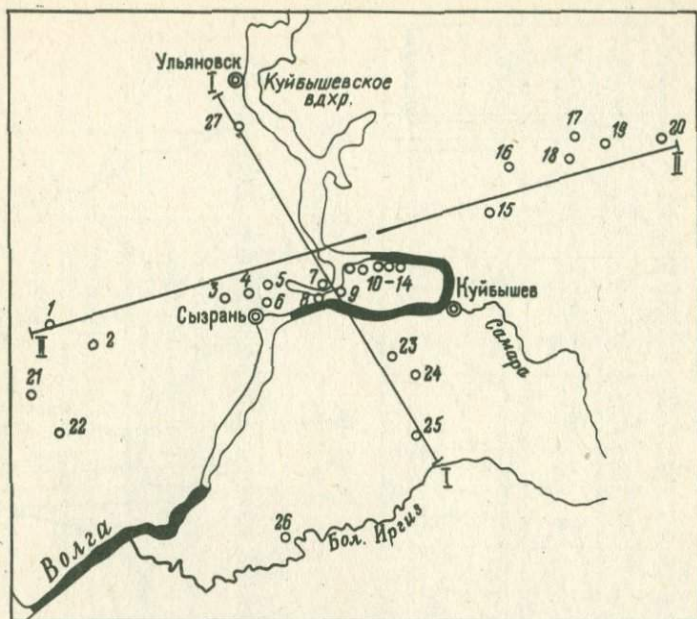 Ульяновск
I
Куйбышевское
вдхр.
27
17
18
19
20
16
II
15
3
4
5
7
6
8
9
10-14
Куйбышев
Сызрань
1
II
2
Самара
23
21
24
22
25
I
26
Бол. Иргиз
Волга